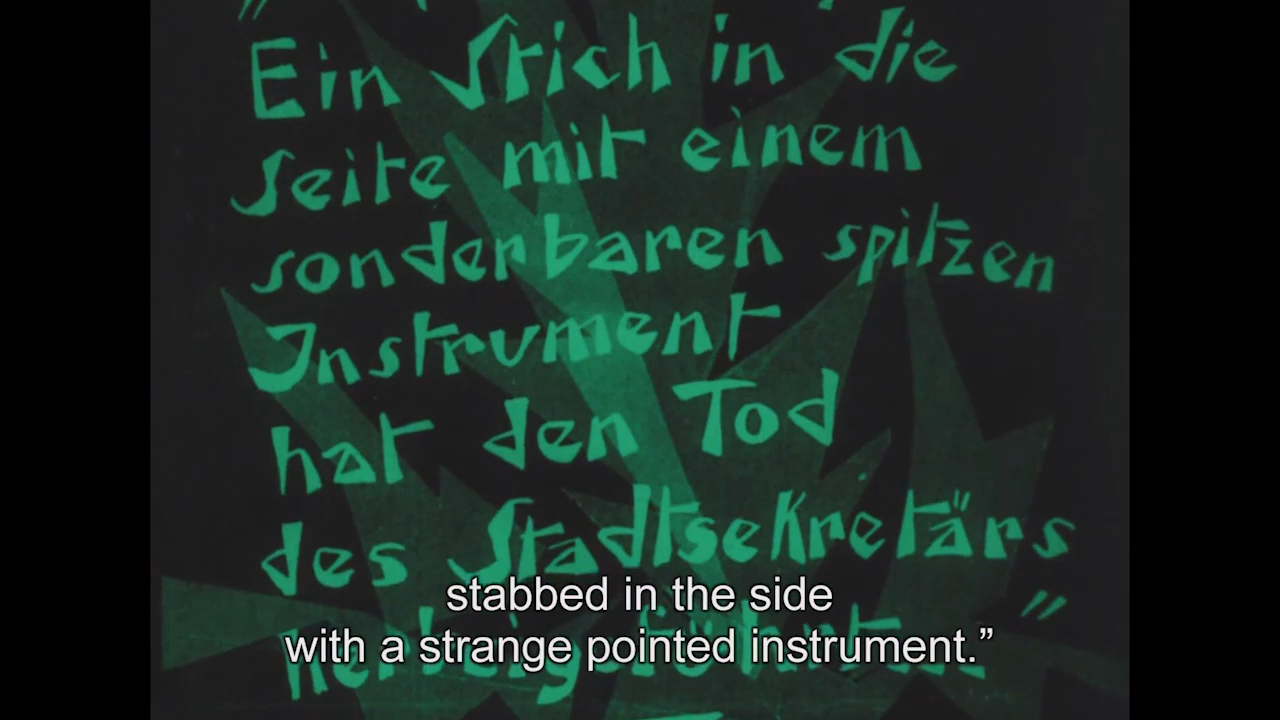 „
Ein Stich in die
Seite mit einem
sonderbaren spitzen
Instrument
hat den Tod
des Stadtsekretärs
herbeigeführt."
stabbed in the side
with a strange pointed instrument.”